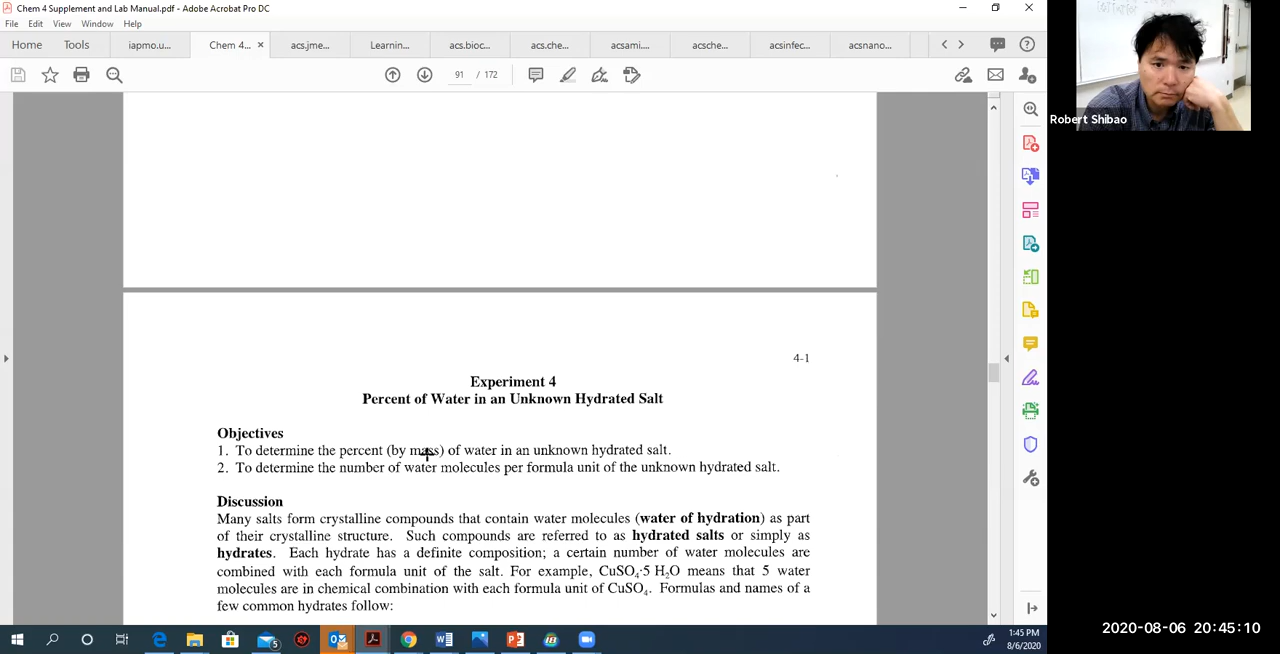 Chem 4 Supplement and Lab Manual.pdf - Adobe Acrobat Pro DC
File Edit View Window Help
Home Tools iapmo.u... Chem 4... × acs.jme... Learnin... acs.bioc... acs.che... acsami.... acsche... acsinfec... acsnano...
91 / 172
Robert Shibao
4-1
Experiment 4
Percent of Water in an Unknown Hydrated Salt
Objectives
1. To determine the percent (by mass) of water in an unknown hydrated salt.
2. To determine the number of water molecules per formula unit of the unknown hydrated salt.
Discussion
Many salts form crystalline compounds that contain water molecules (water of hydration) as part
of their crystalline structure. Such compounds are referred to as hydrated salts or simply as
hydrates. Each hydrate has a definite composition; a certain number of water molecules are
combined with each formula unit of the salt. For example, CuSO₄·5 H₂O means that 5 water
molecules are in chemical combination with each formula unit of CuSO₄. Formulas and names of a
few common hydrates follow:
5
1:45 PM
8/6/2020
2020-08-06 20:45:10